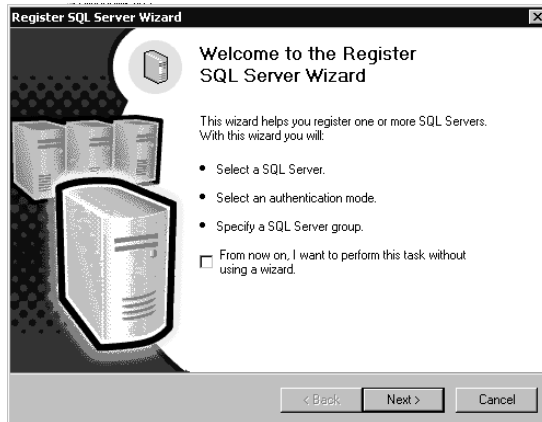 Register SQL Server Wizard
Welcome to the Register
SQL Server Wizard
This wizard helps you register one or more SQL Servers.
With this wizard you will:
• Select a SQL Server.
• Select an authentication mode.
• Specify a SQL Server group.
From now on, I want to perform this task without
using a wizard.
< Back
Next >
Cancel